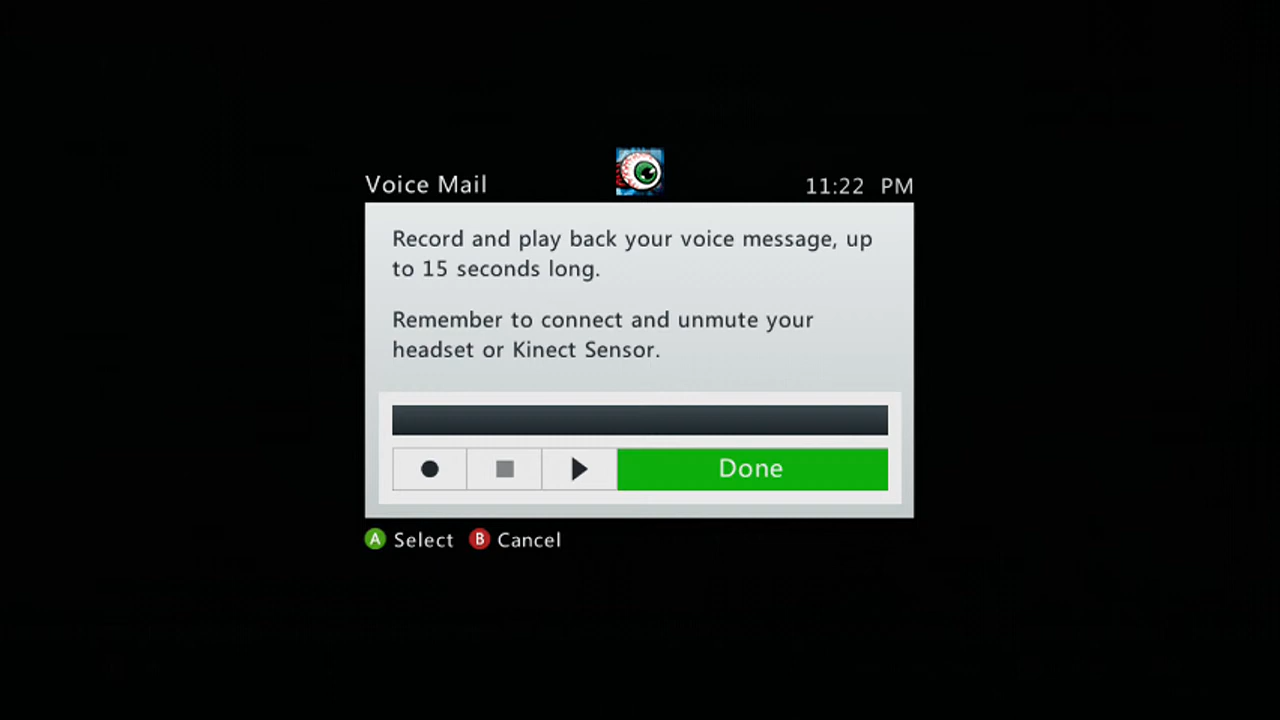 Voice Mail
11:22 PM
Record and play back your voice message, up
to 15 seconds long.
Remember to connect and unmute your
headset or Kinect Sensor.
Done
A Select B Cancel